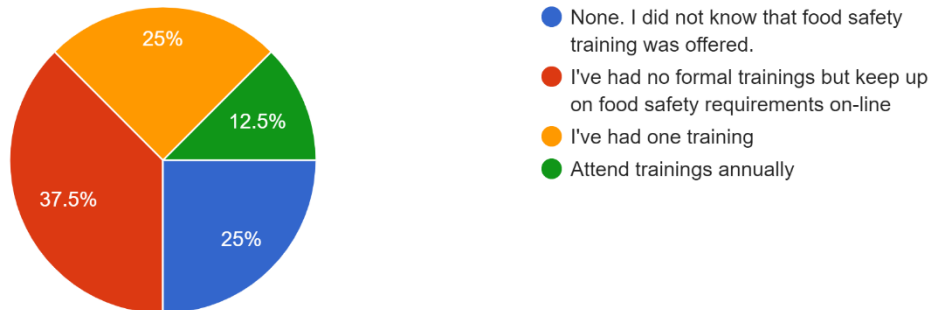 25%
12.5%
37.5%
25%
None. I did not know that food safety
training was offered.
I've had no formal trainings but keep up
on food safety requirements on-line
I've had one training
Attend trainings annually